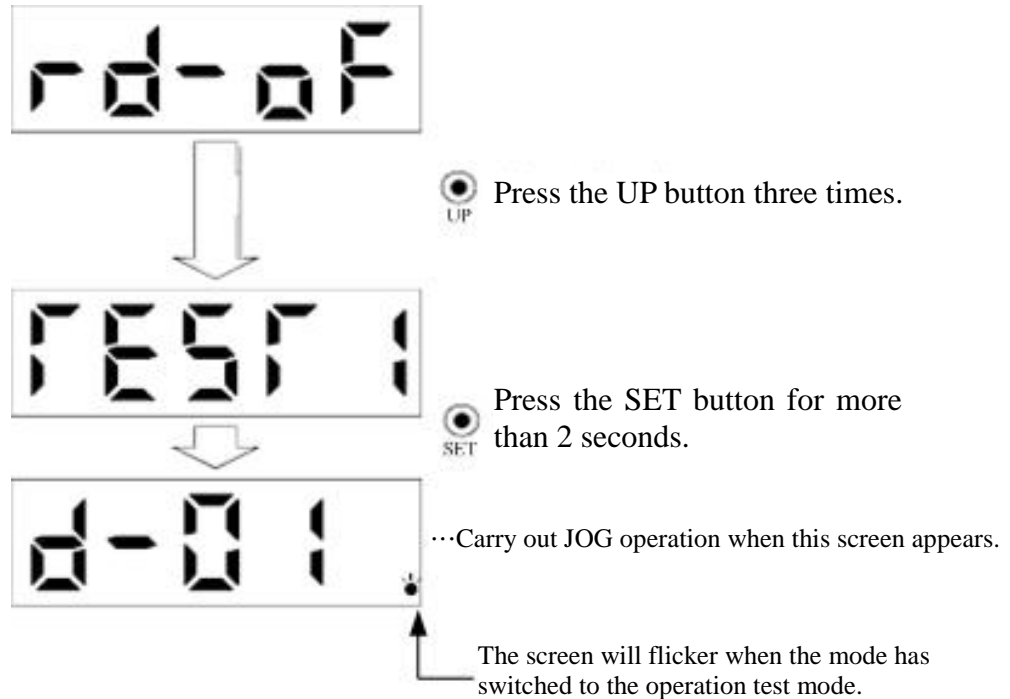 rd-oF
UP
Press the UP button three times.
TEST1
SET
Press the SET button for more
than 2 seconds.
d-01
···Carry out JOG operation when this screen appears.
The screen will flicker when the mode has
switched to the operation test mode.